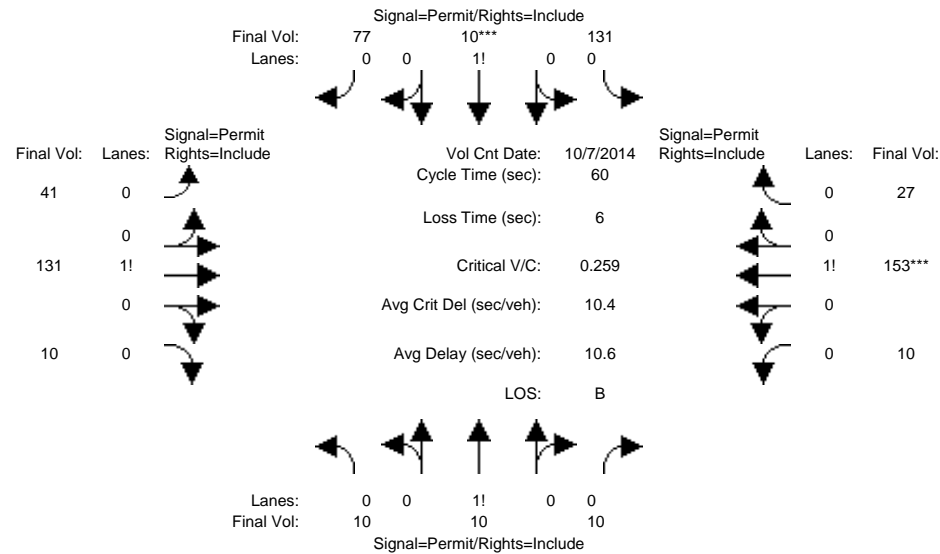 Signal=Permit/Rights=Include
Final Vol: 77 10*** 131
Lanes: 0 0 1! 0 0
Signal=Permit Signal=Permit
Final Vol: Lanes: Rights=Include Vol Cnt Date: 10/7/2014 Rights=Include Lanes: Final Vol:
Cycle Time (sec): 60
41 0 0 27
Loss Time (sec): 6
0 0
131 1! Critical V/C: 0.259 1! 153***
0 Avg Crit Del (sec/veh): 10.4 0
10 0 Avg Delay (sec/veh): 10.6 0 10
LOS: B
Lanes: 0 0 1! 0 0
Final Vol: 10 10 10
Signal=Permit/Rights=Include